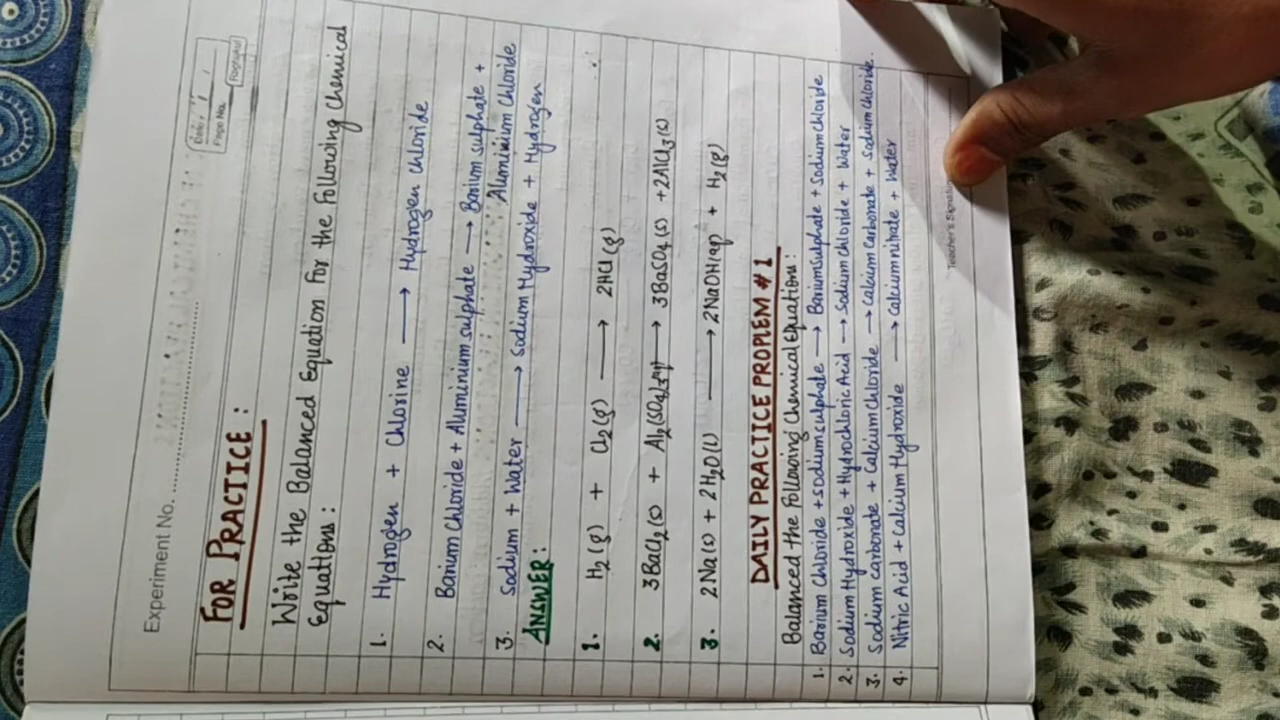 Experiment No. ..............
Date / /
Page No.
FOR PRACTICE :
Write the Balanced Equation For the Following Chemical
Equations :
1. Hydrogen + Chlorine ⟶ Hydrogen Chloride
2. Barium Chloride + Aluminium sulphate ⟶ Barium sulphate +
Aluminium Chloride
3. Sodium + Water ⟶ Sodium Hydroxide + Hydrogen
ANSWER :
1. H₂(g) + Cl₂(g) ⟶ 2HCl(g)
2. 3BaCl₂(s) + Al₂(SO₄)₃ ⟶ 3BaSO₄(s) + 2AlCl₃(s)
3. 2Na(s) + 2H₂O(l) ⟶ 2NaOH(aq) + H₂(g)
DAILY PRACTICE PROPLEM # 1
Balanced the Following Chemical Equations :
1. Barium Chloride + sodium sulphate ⟶ Barium sulphate + Sodium chloride
2. Sodium Hydroxide + Hydrochloric Acid ⟶ Sodium chloride + Water
3. Sodium carbonate + Calcium Chloride ⟶ calcium carbonate + sodium chloride.
4. Nitric Acid + calcium Hydroxide ⟶ calcium nitrate + water
Teacher's